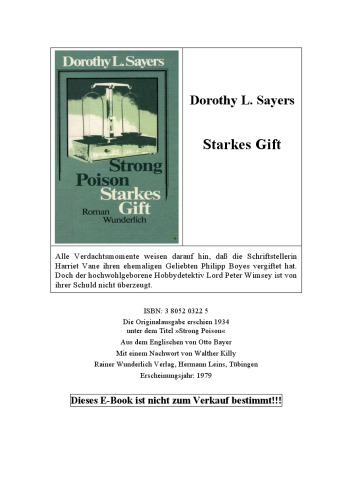 Dorothy L. Sayers
Strong
Poison
Starkes
Gift
Roman
Wunderlich
Dorothy L. Sayers
Starkes Gift
Alle Verdachtsmomente weisen darauf hin, daß die Schriftstellerin
Harriet Vane ihren ehemaligen Geliebten Philipp Boyes vergiftet hat.
Doch der hochwohlgeborene Hobbydetektiv Lord Peter Wimsey ist von
ihrer Schuld nicht überzeugt.
ISBN: 3 8052 0322 5
Die Originalausgabe erschien 1934
unter dem Titel »Strong Poison«
Aus dem Englischen von Otto Bayer
Mit einem Nachwort von Walther Killy
Rainer Wunderlich Verlag, Hermann Leins, Tübingen
Erscheinungsjahr: 1979
Dieses E-Book ist nicht zum Verkauf bestimmt!!!